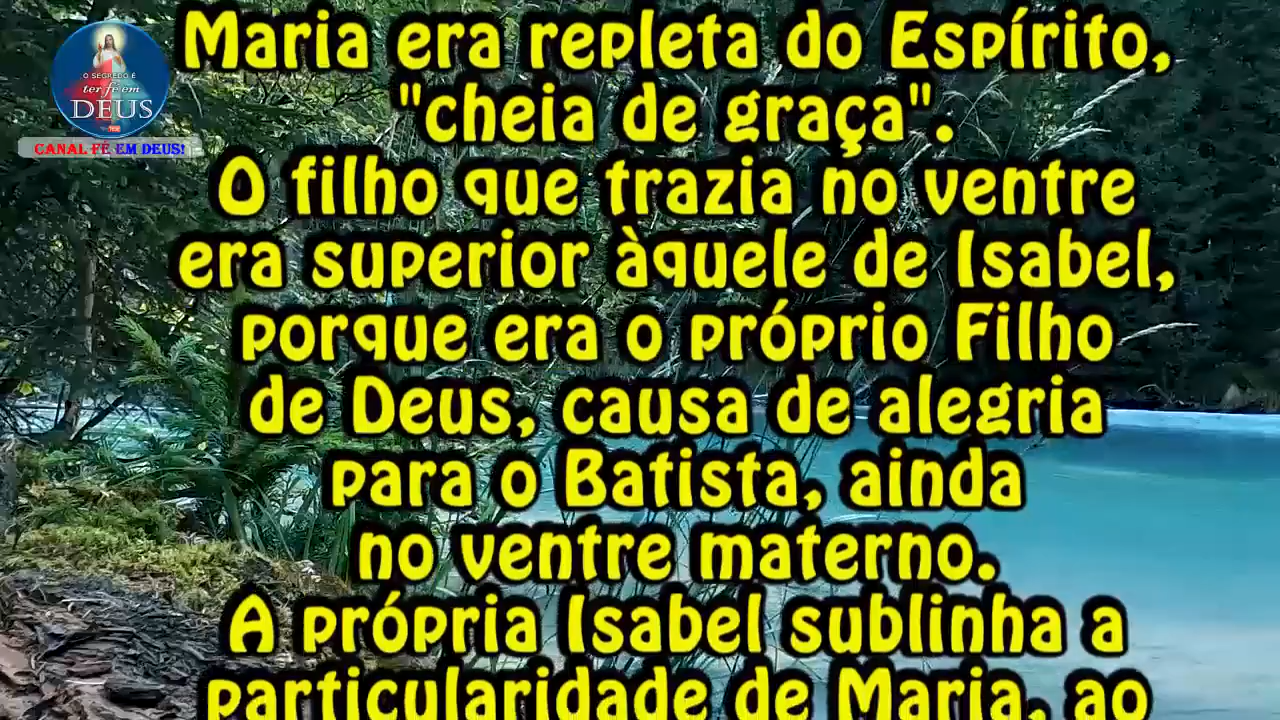 Maria era repleta do Espírito,
"cheia de graça".
O filho que trazia no ventre
era superior àquele de Isabel,
porque era o próprio Filho
de Deus, causa de alegria
para o Batista, ainda
no ventre materno.
A própria Isabel sublinha a
particularidade de Maria, ao
O SEGREDO É
ter fé em
DEUS
CANAL FÉ EM DEUS!